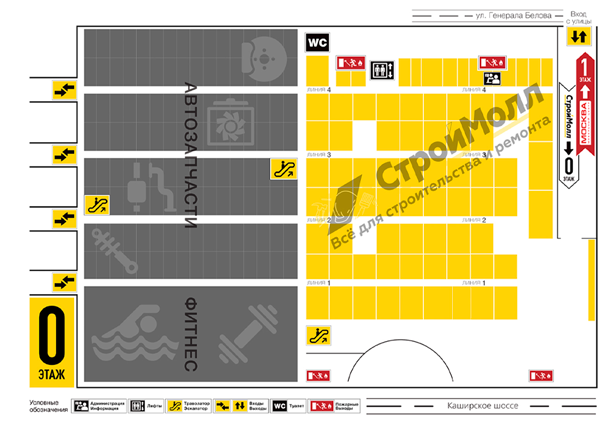 ул. Генерала Белова
Вход
с улицы
WC
1
ЭТАЖ
МОСКВА
СтройМолл
0
ЭТАЖ
АВТОЗАПЧАСТИ
ЛИНИЯ 4
ЛИНИЯ 4
СтройМолл
Всё для строительства и ремонта
ЛИНИЯ 3
ЛИНИЯ 3
ЛИНИЯ 2
ЛИНИЯ 2
ЛИНИЯ 1
ЛИНИЯ 1
ФИТНЕС
0
ЭТАЖ
Условные
обозначения
Администрация
Информация
Лифты
Траволатор
Эскалатор
Входы
Выходы
WC
Туалет
Пожарные
Выходы
Каширское шоссе